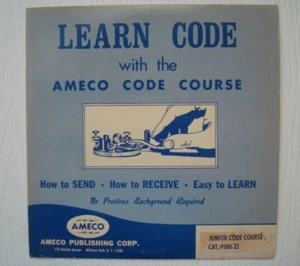 LEARN CODE
with the
AMECO CODE COURSE
How to SEND · How to RECEIVE · Easy to LEARN
No Previous Background Required
AMECO
AMECO PUBLISHING CORP.
JUNIOR CODE COURSE
CAT. #100-33